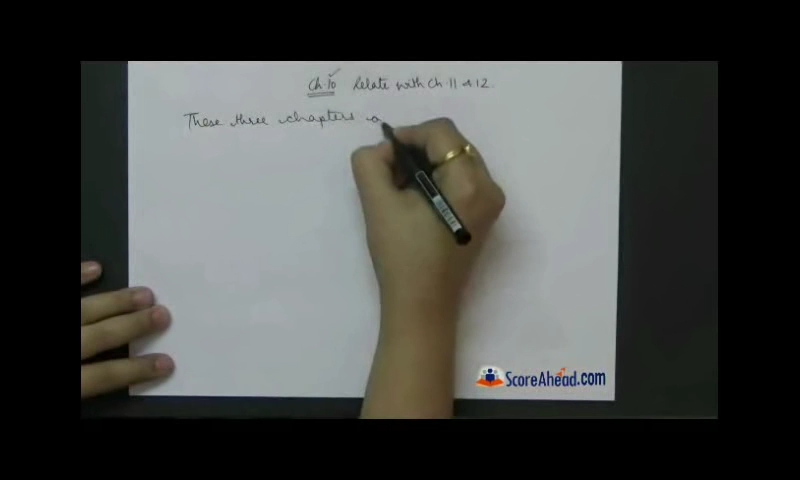 Ch.10 Relate with Ch. 11 & 12.
These three chapters a
ScoreAhead.com